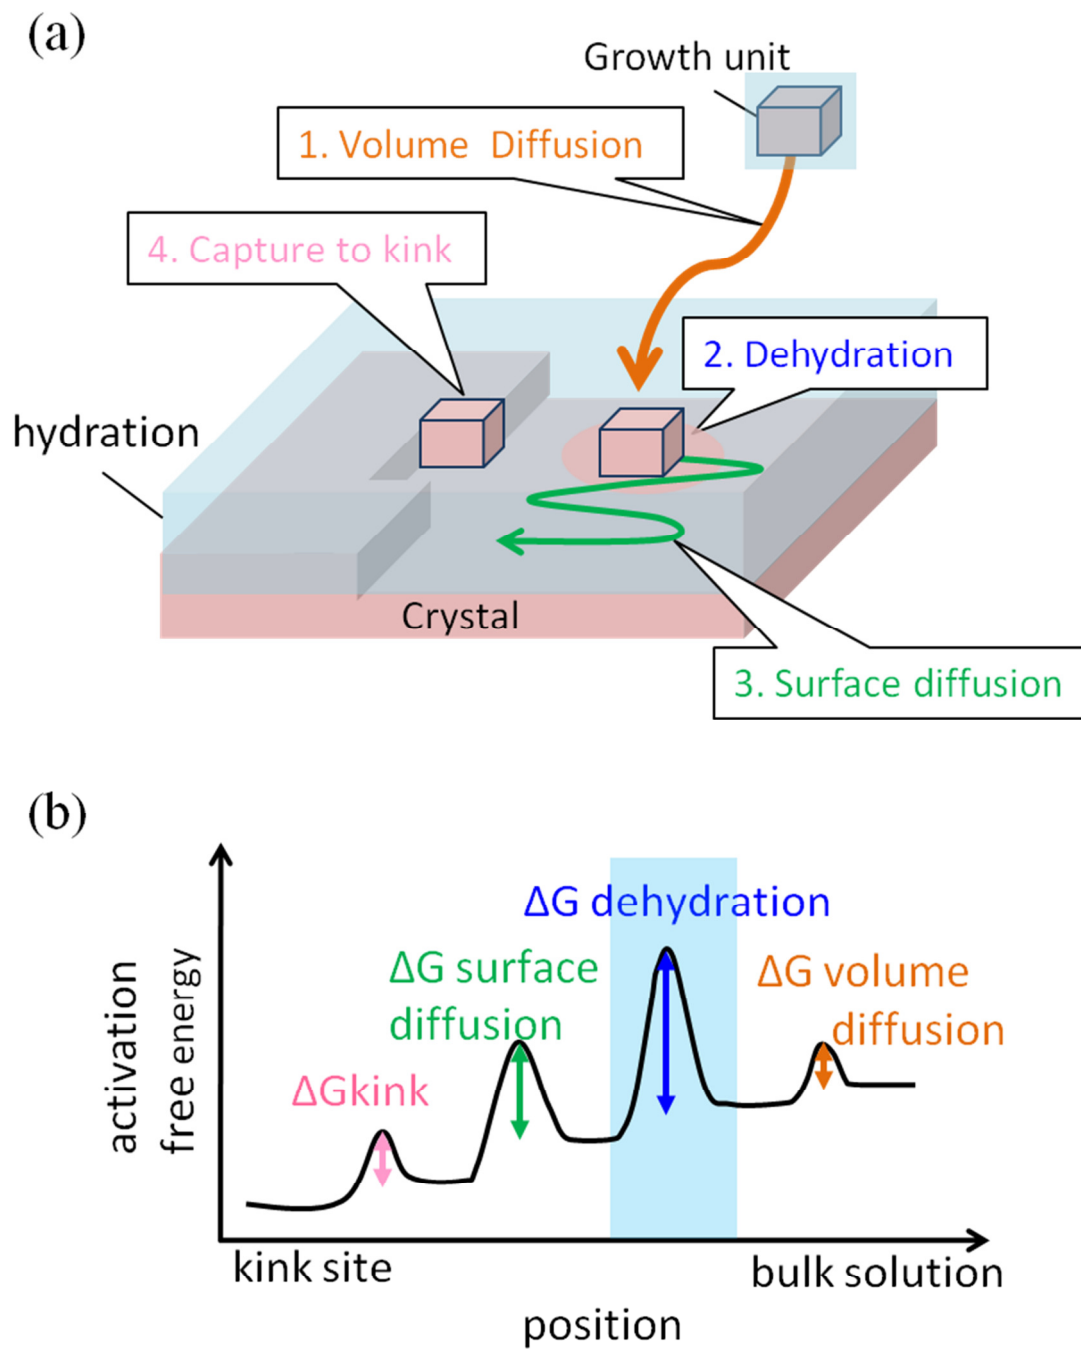 (a)
Growth unit
1. Volume Diffusion
4. Capture to kink
2. Dehydration
hydration
Crystal
3. Surface diffusion
(b)
ΔG dehydration
ΔG surface
diffusion
ΔG volume
diffusion
ΔGkink
activation
free energy
kink site
bulk solution
position